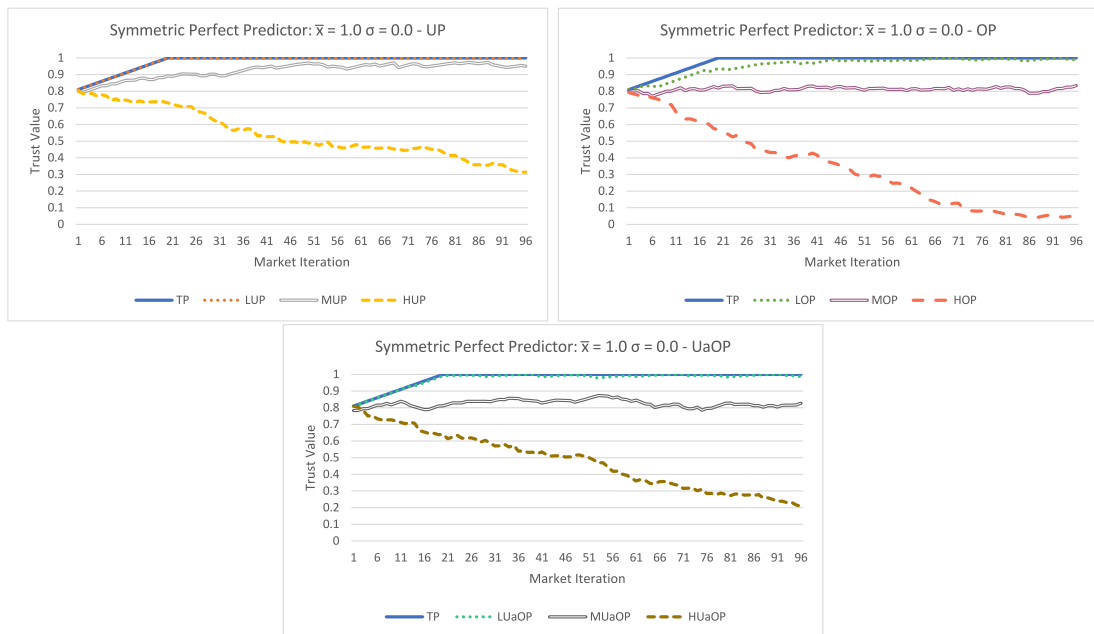 Symmetric Perfect Predictor: x̅ = 1.0 σ = 0.0 - UP
1
0.9
0.8
0.7
0.6
0.5
0.4
0.3
0.2
0.1
0
Trust Value
1 6 11 16 21 26 31 36 41 46 51 56 61 66 71 76 81 86 91 96
Market Iteration
TP LUP MUP HUP
Symmetric Perfect Predictor: x̅ = 1.0 σ = 0.0 - OP
1
0.9
0.8
0.7
0.6
0.5
0.4
0.3
0.2
0.1
0
Trust Value
1 6 11 16 21 26 31 36 41 46 51 56 61 66 71 76 81 86 91 96
Market Iteration
TP LOP MOP HOP
Symmetric Perfect Predictor: x̅ = 1.0 σ = 0.0 - UaOP
1
0.9
0.8
0.7
0.6
0.5
0.4
0.3
0.2
0.1
0
Trust Value
1 6 11 16 21 26 31 36 41 46 51 56 61 66 71 76 81 86 91 96
Market Iteration
TP LUaOP MUaOP HUaOP